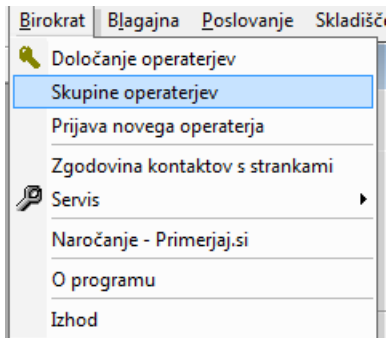 Birokrat Blagajna Poslovanje Skladišč
Določanje operaterjev
Skupine operaterjev
Prijava novega operaterja
Zgodovina kontaktov s strankami
Servis
Naročanje - Primerjaj.si
O programu
Izhod